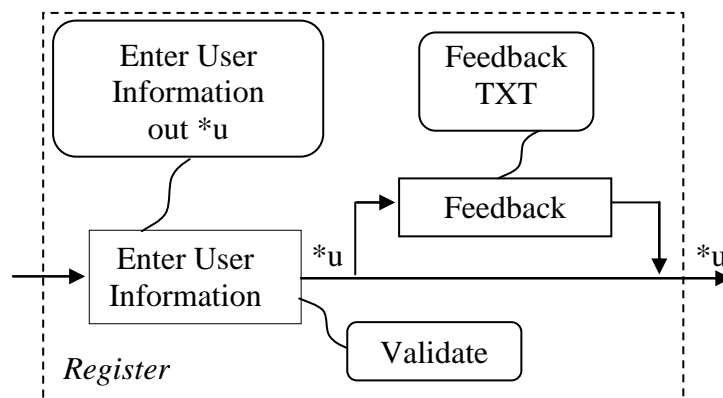 Enter User
Information
out *u
Feedback
TXT
Feedback
Enter User
Information
*u
*u
Validate
Register